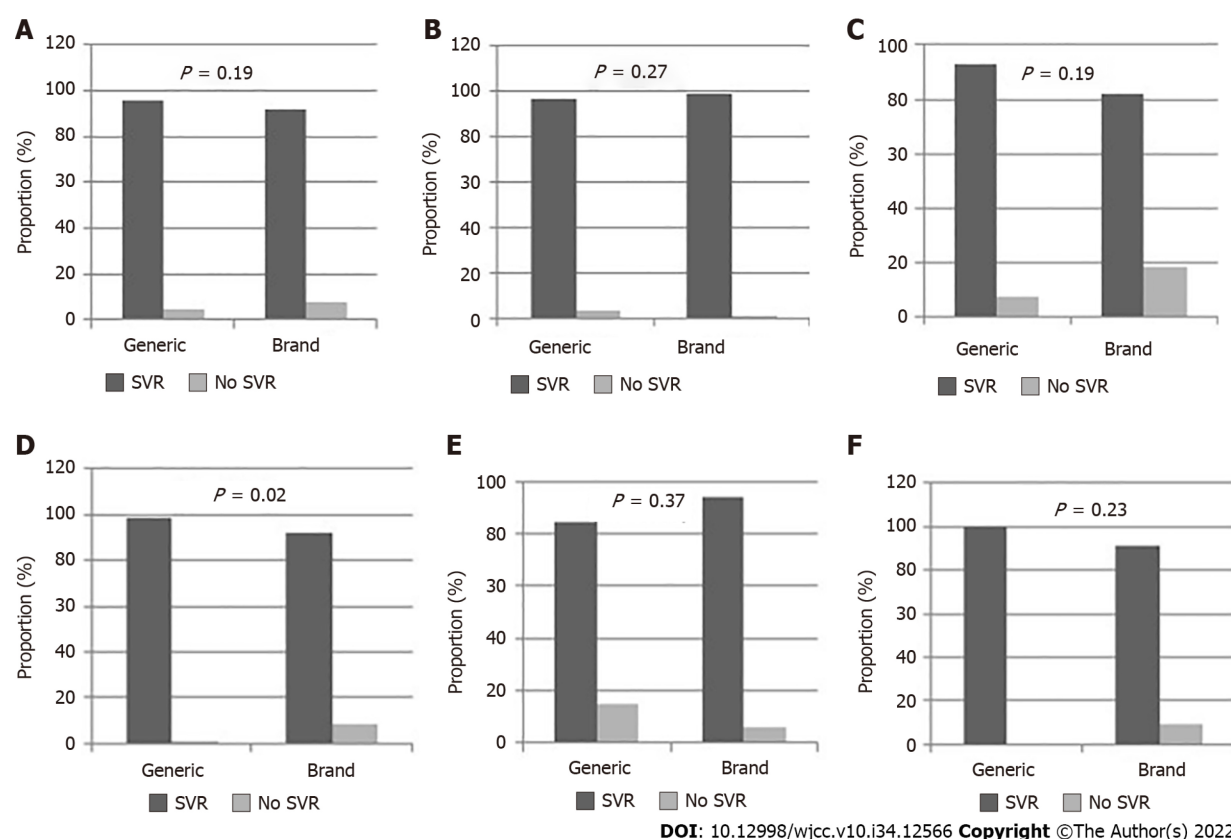 A
120
100
80
30
40
20
0
Proportion (%)
P = 0.19
Generic Brand
SVR No SVR
B
120
100
80
30
40
20
0
Proportion (%)
P = 0.27
Generic Brand
SVR No SVR
C
100
80
30
40
20
0
Proportion (%)
P = 0.19
Generic Brand
SVR No SVR
D
120
100
80
30
40
20
0
Proportion (%)
P = 0.02
Generic Brand
SVR No SVR
E
100
80
30
40
20
0
Proportion (%)
P = 0.37
Generic Brand
SVR No SVR
F
120
100
80
30
40
20
0
Proportion (%)
P = 0.23
Generic Brand
SVR No SVR
DOI: 10.12998/wjcc.v10.i34.12566 Copyright ©The Author(s) 2022